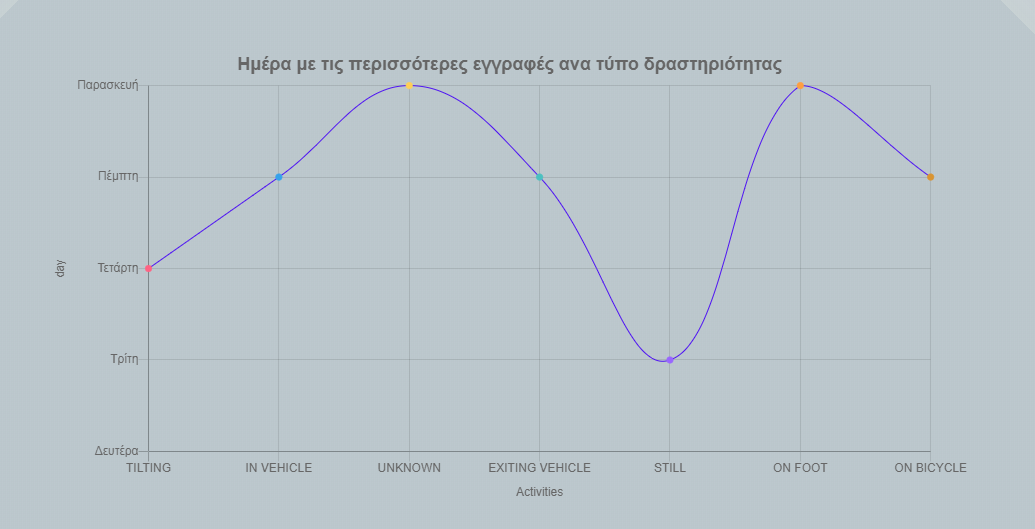 Ημέρα με τις περισσότερες εγγραφές ανα τύπο δραστηριότητας
Παρασκευή
Πέμπτη
Τετάρτη
Τρίτη
Δευτέρα
day
TILTING IN VEHICLE UNKNOWN EXITING VEHICLE STILL ON FOOT ON BICYCLE
Activities